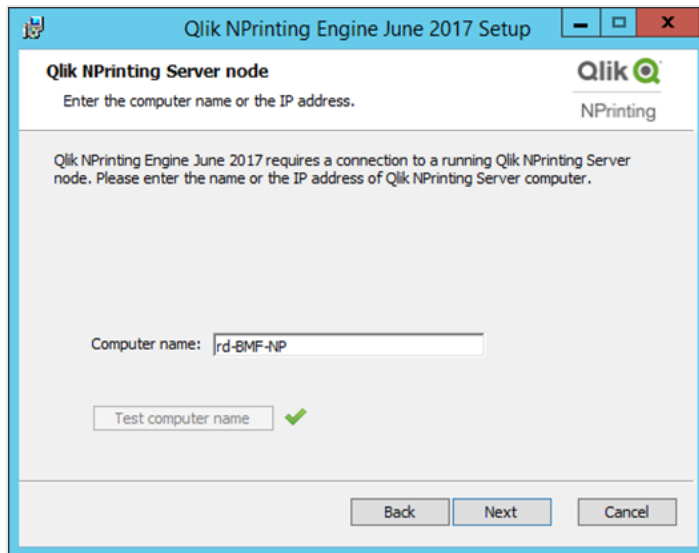 Qlik NPrinting Engine June 2017 Setup
Qlik NPrinting Server node
Enter the computer name or the IP address.
Qlik
NPrinting
Qlik NPrinting Engine June 2017 requires a connection to a running Qlik NPrinting Server
node. Please enter the name or the IP address of Qlik NPrinting Server computer.
Computer name: rd-BMF-NP
Test computer name
Back Next Cancel